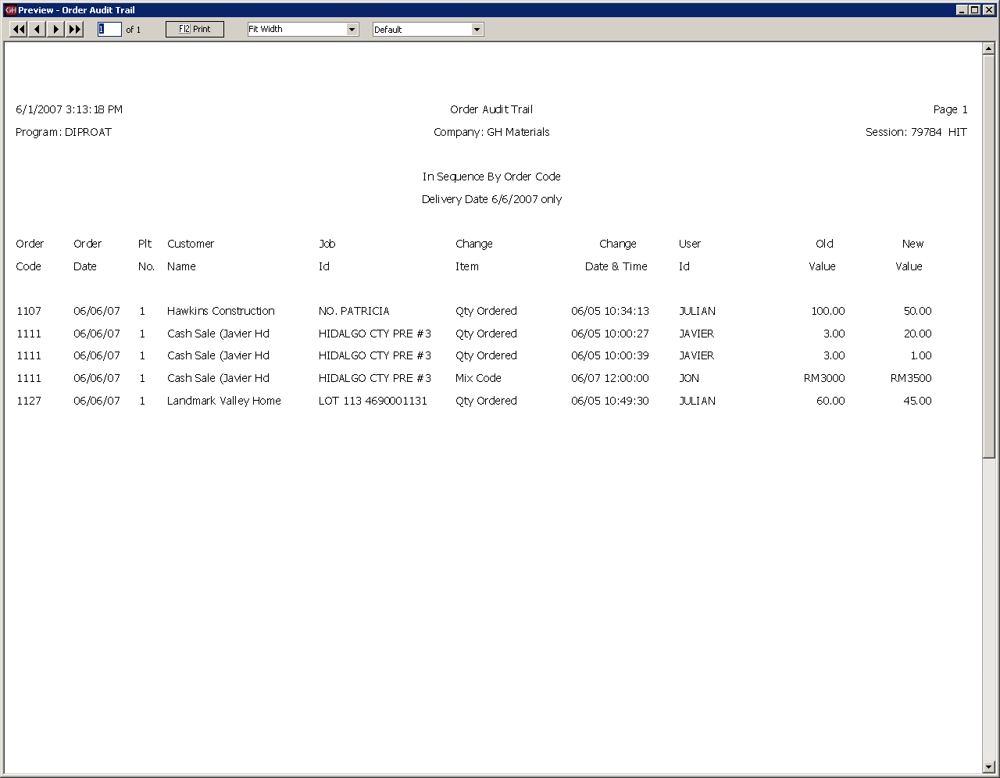 GH Preview - Order Audit Trail
1 of 1 F12 Print Fit Width Default
6/1/2007 3:13:18 PM Order Audit Trail Page 1
Program: DIPROAT Company: GH Materials Session: 79784 HIT
In Sequence By Order Code
Delivery Date 6/6/2007 only
Order Order Plt Customer Job Change Change User Old New
Code Date No. Name Id Item Date & Time Id Value Value
1107 06/06/07 1 Hawkins Construction NO. PATRICIA Qty Ordered 06/05 10:34:13 JULIAN 100.00 50.00
1111 06/06/07 1 Cash Sale (Javier Hd HIDALGO CTY PRE #3 Qty Ordered 06/05 10:00:27 JAVIER 3.00 20.00
1111 06/06/07 1 Cash Sale (Javier Hd HIDALGO CTY PRE #3 Qty Ordered 06/05 10:00:39 JAVIER 3.00 1.00
1111 06/06/07 1 Cash Sale (Javier Hd HIDALGO CTY PRE #3 Mix Code 06/07 12:00:00 JON RM3000 RM3500
1127 06/06/07 1 Landmark Valley Home LOT 113 4690001131 Qty Ordered 06/05 10:49:30 JULIAN 60.00 45.00